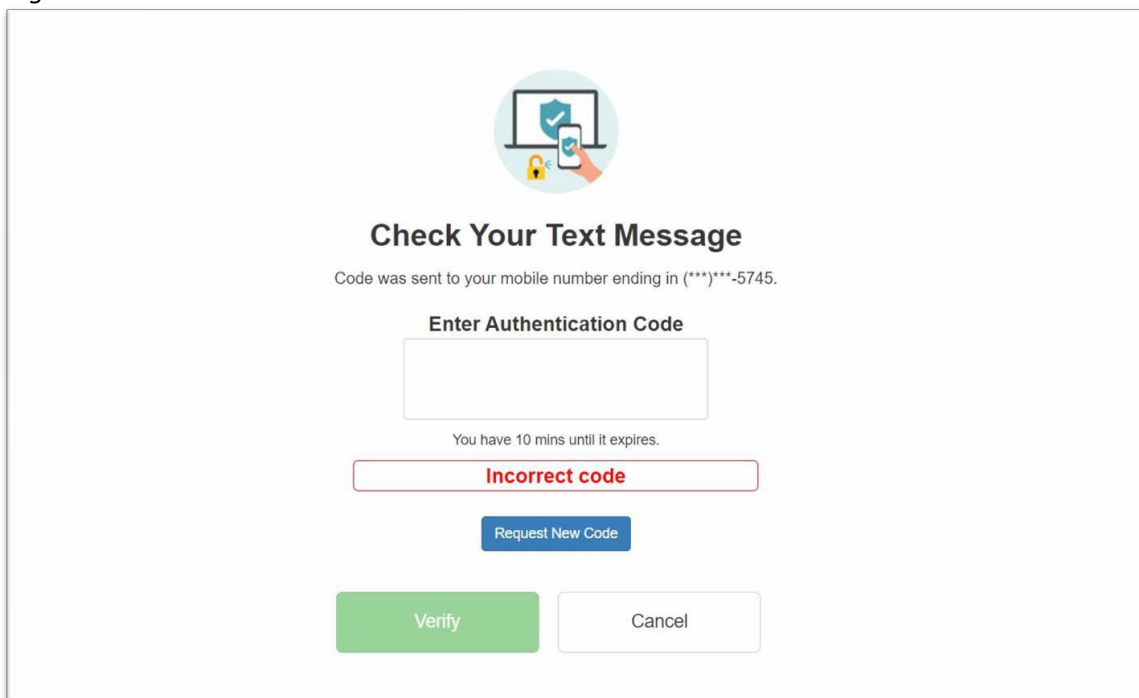 Check Your Text Message
Code was sent to your mobile number ending in (***)***-5745.
Enter Authentication Code
You have 10 mins until it expires.
Incorrect code
Request New Code
Verify Cancel